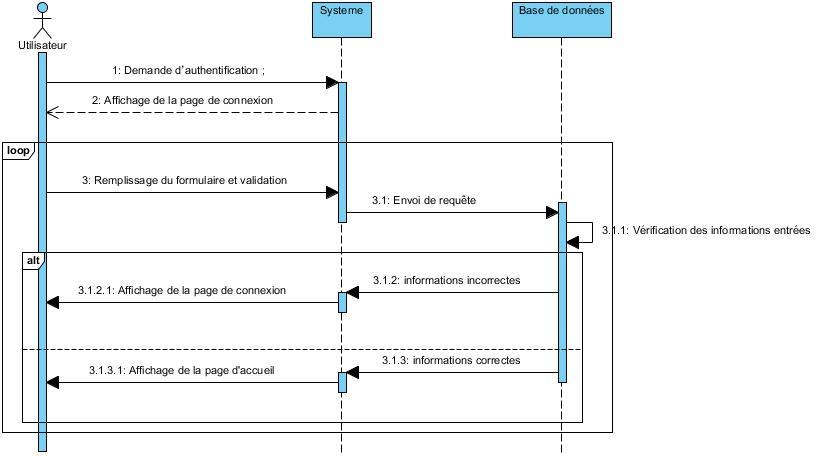 Systeme
Base de données
Utilisateur
1: Demande d'authentification ;
2: Affichage de la page de connexion
loop
3: Remplissage du formulaire et validation
3.1: Envoi de requête
3.1.1: Vérification des informations entrées
alt
3.1.2: informations incorrectes
3.1.2.1: Affichage de la page de connexion
3.1.3: informations correctes
3.1.3.1: Affichage de la page d'accueil